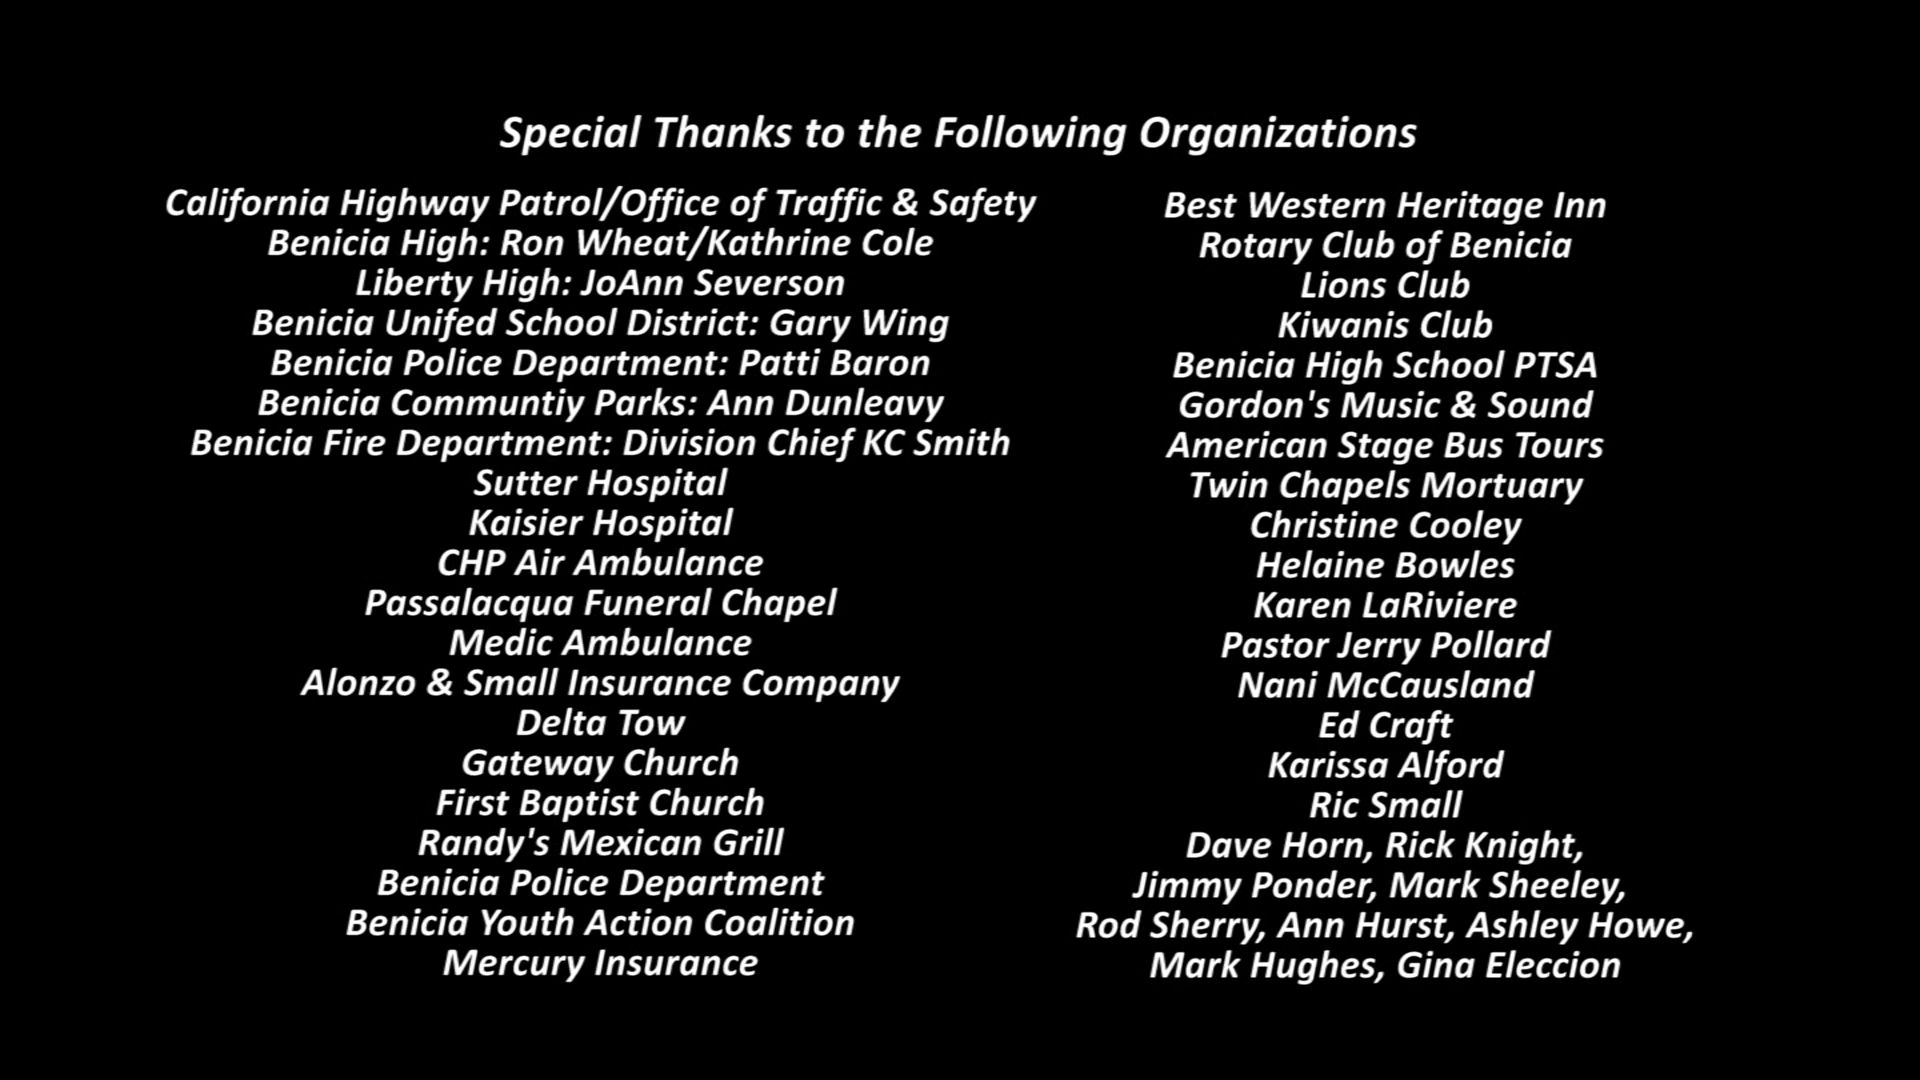 Special Thanks to the Following Organizations
California Highway Patrol/Office of Traffic & Safety
Benicia High: Ron Wheat/Kathrine Cole
Liberty High: JoAnn Severson
Benicia Unifed School District: Gary Wing
Benicia Police Department: Patti Baron
Benicia Communtiy Parks: Ann Dunleavy
Benicia Fire Department: Division Chief KC Smith
Sutter Hospital
Kaisier Hospital
CHP Air Ambulance
Passalacqua Funeral Chapel
Medic Ambulance
Alonzo & Small Insurance Company
Delta Tow
Gateway Church
First Baptist Church
Randy's Mexican Grill
Benicia Police Department
Benicia Youth Action Coalition
Mercury Insurance
Best Western Heritage Inn
Rotary Club of Benicia
Lions Club
Kiwanis Club
Benicia High School PTSA
Gordon's Music & Sound
American Stage Bus Tours
Twin Chapels Mortuary
Christine Cooley
Helaine Bowles
Karen LaRiviere
Pastor Jerry Pollard
Nani McCausland
Ed Craft
Karissa Alford
Ric Small
Dave Horn, Rick Knight,
Jimmy Ponder, Mark Sheeley,
Rod Sherry, Ann Hurst, Ashley Howe,
Mark Hughes, Gina Eleccion